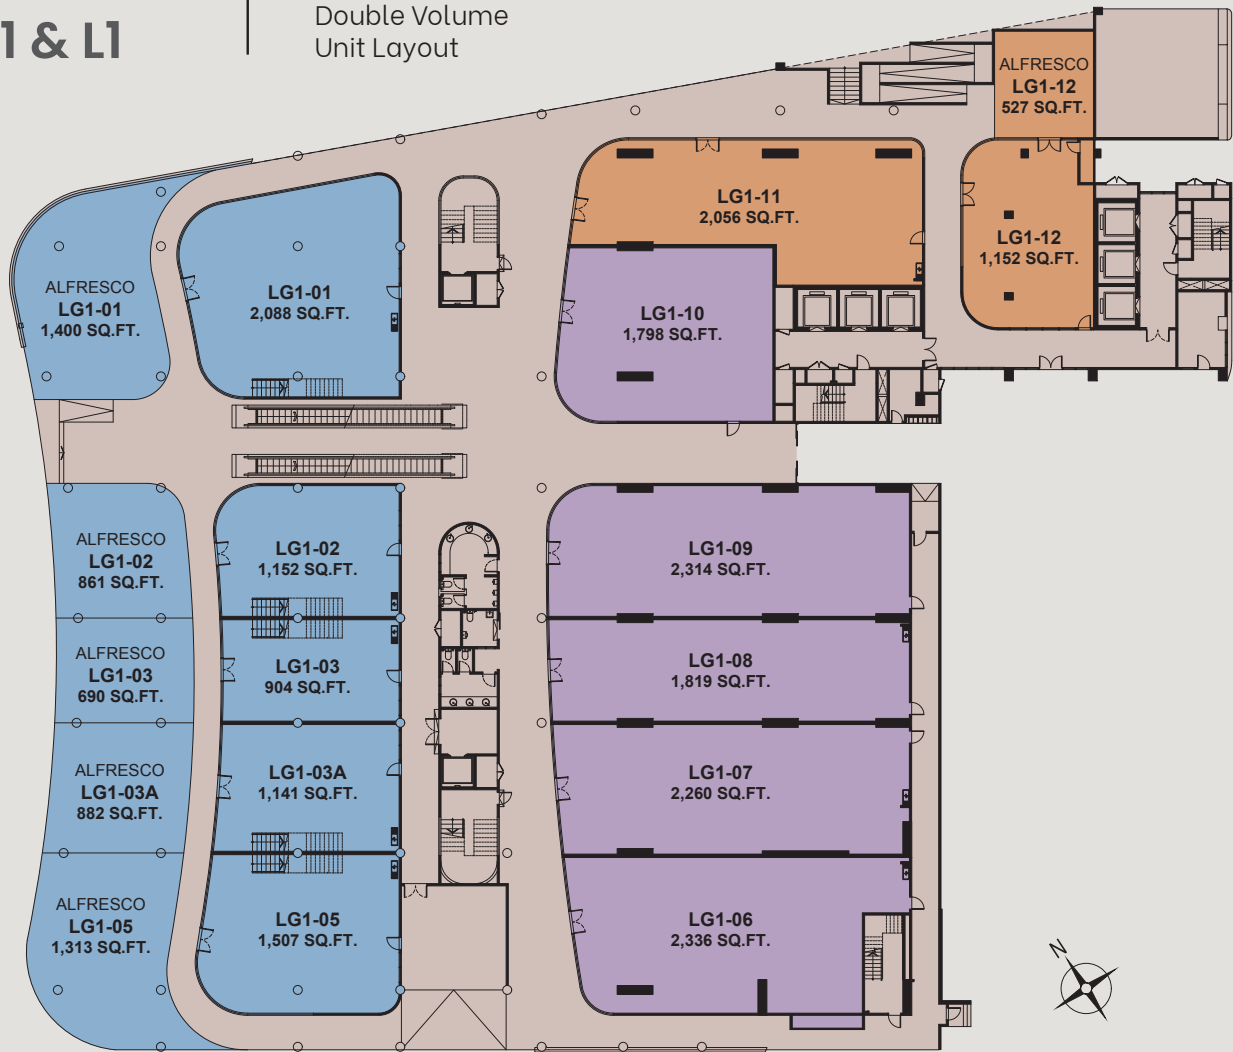 1 & L1
Double Volume
Unit Layout
ALFRESCO
LG1-12
527 SQ.FT.
LG1-11
2,056 SQ.FT.
LG1-12
1,152 SQ.FT.
ALFRESCO
LG1-01
1,400 SQ.FT.
LG1-01
2,088 SQ.FT.
LG1-10
1,798 SQ.FT.
ALFRESCO
LG1-02
861 SQ.FT.
LG1-02
1,152 SQ.FT.
LG1-09
2,314 SQ.FT.
ALFRESCO
LG1-03
690 SQ.FT.
LG1-03
904 SQ.FT.
LG1-08
1,819 SQ.FT.
ALFRESCO
LG1-03A
882 SQ.FT.
LG1-03A
1,141 SQ.FT.
LG1-07
2,260 SQ.FT.
ALFRESCO
LG1-05
1,313 SQ.FT.
LG1-05
1,507 SQ.FT.
LG1-06
2,336 SQ.FT.
N